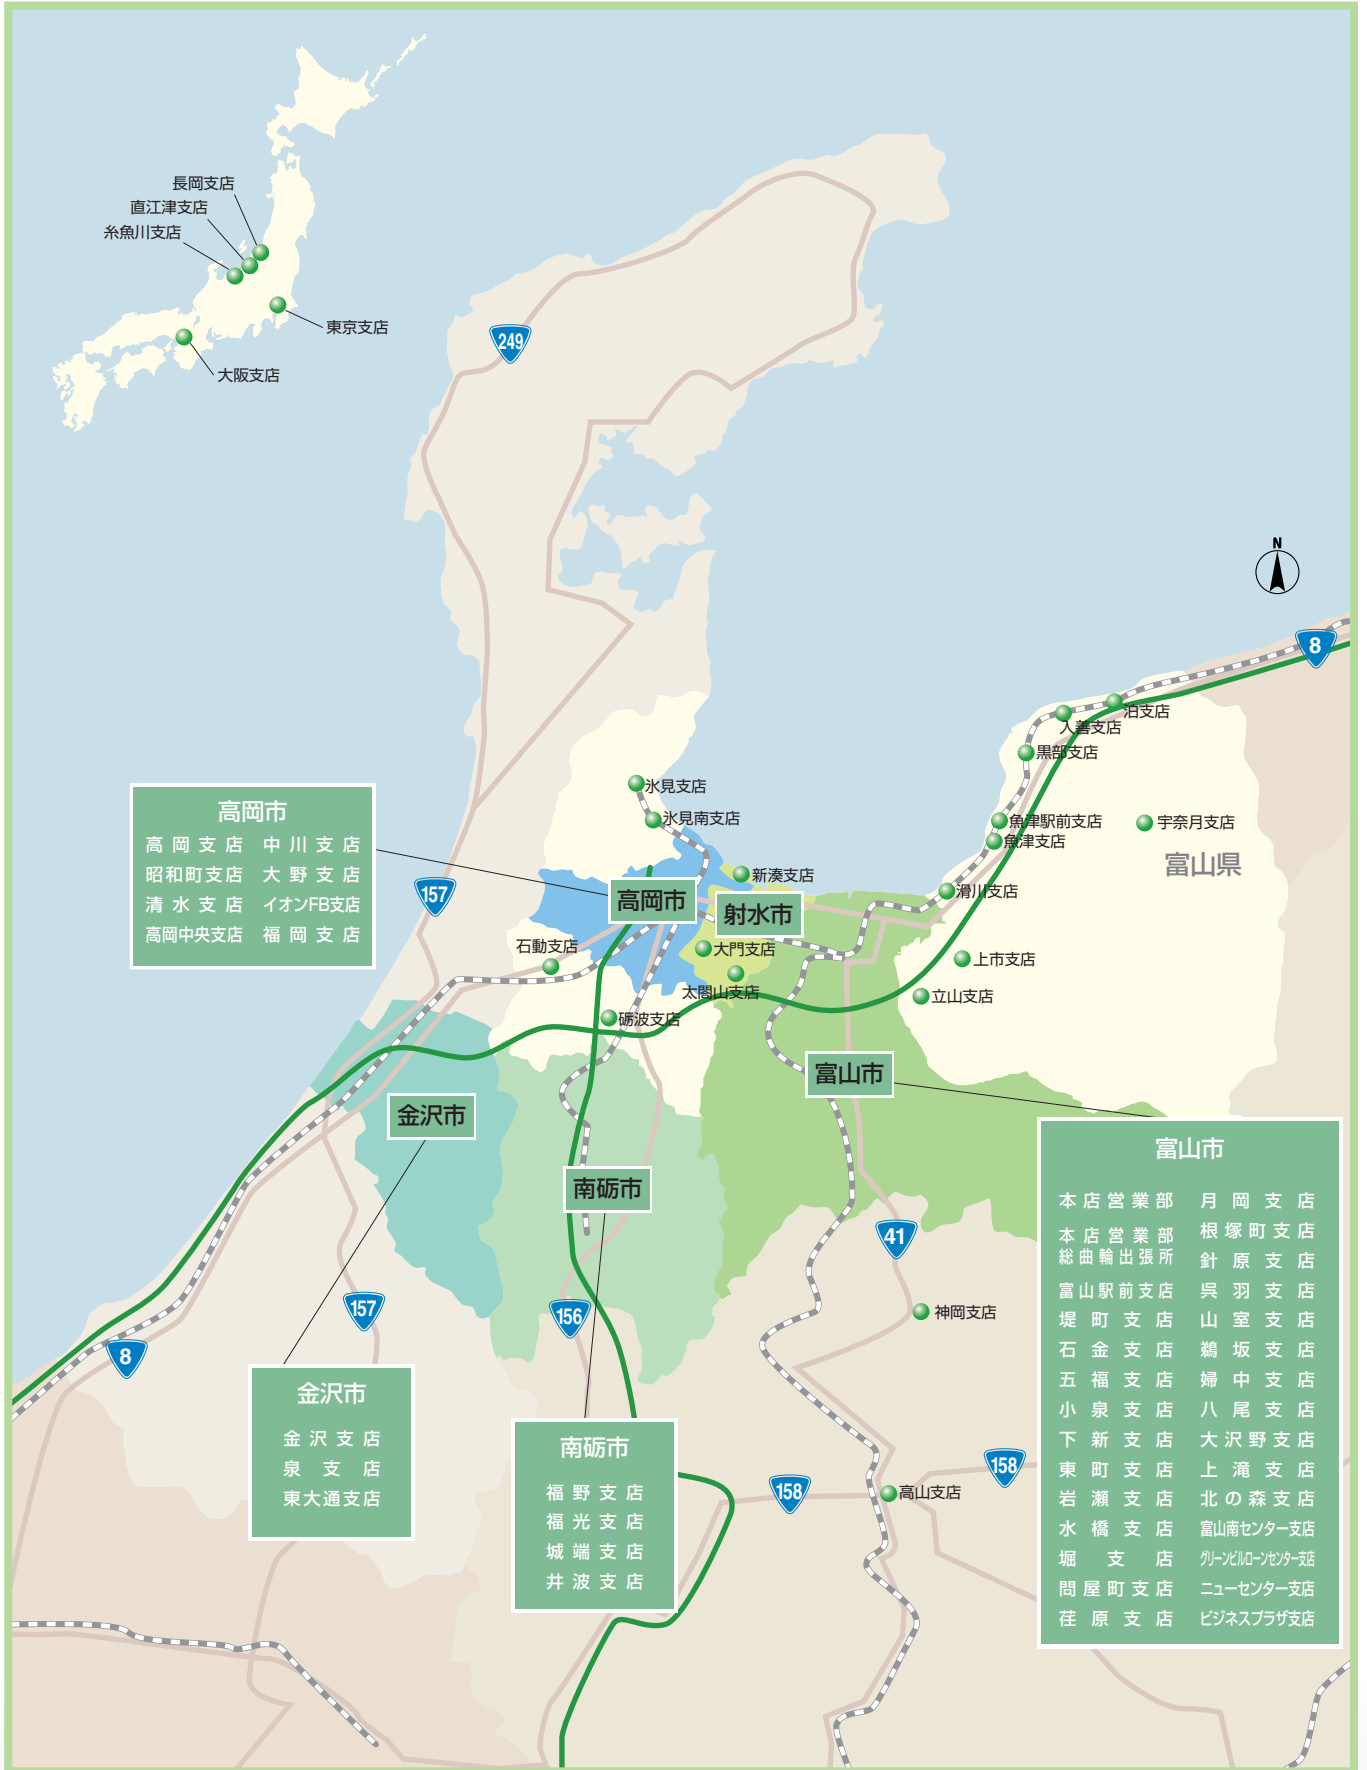 長岡支店
直江津支店
糸魚川支店
東京支店
大阪支店
249
N
8
泊支店
入善支店
黒部支店
氷見支店
氷見南支店
魚津駅前支店
宇奈月支店
魚津支店
富山県
新湊支店
滑川支店
高岡市
高岡支店 中川支店
昭和町支店 大野支店
清水支店 イオンFB支店
高岡中央支店 福岡支店
157
高岡市
射水市
石動支店
大門支店
上市支店
太閤山支店
立山支店
砺波支店
富山市
金沢市
南砺市
41
157
156
神岡支店
8
158
158
高山支店
金沢市
金沢支店
泉支店
東大通支店
南砺市
福野支店
福光支店
城端支店
井波支店
富山市
本店営業部
本店営業部
総曲輪出張所
富山駅前支店
堤町支店
石金支店
五福支店
小泉支店
下新支店
東町支店
岩瀬支店
水橋支店
堀支店
問屋町支店
荏原支店
月岡支店
根塚町支店
針原支店
呉羽支店
山室支店
鵜坂支店
婦中支店
八尾支店
大沢野支店
上滝支店
北の森支店
富山南センター支店
グリーンビルローンセンター支店
ニューセンター支店
ビジネスプラザ支店